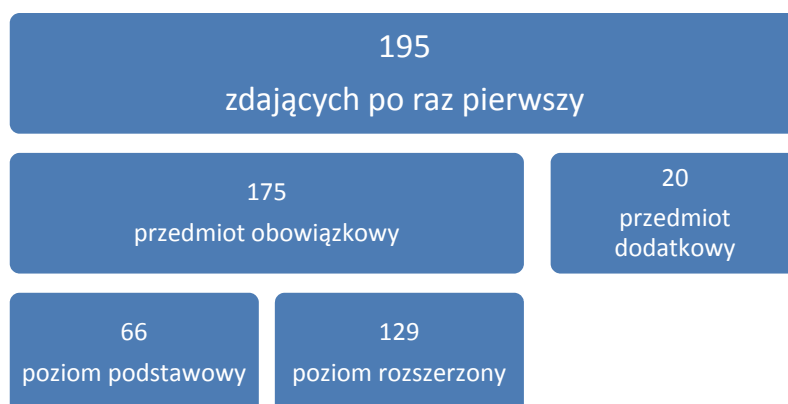 195
zdających po raz pierwszy
175
przedmiot obowiązkowy
20
przedmiot
dodatkowy
66
poziom podstawowy
129
poziom rozszerzony